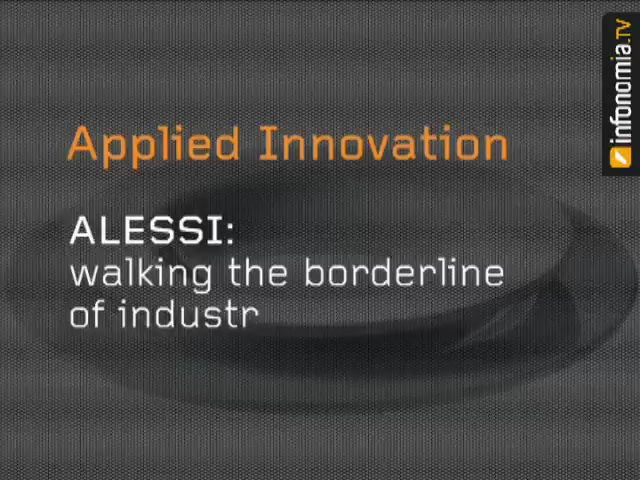 Applied Innovation
ALESSI:
walking the borderline
of industr
infonomia.TV